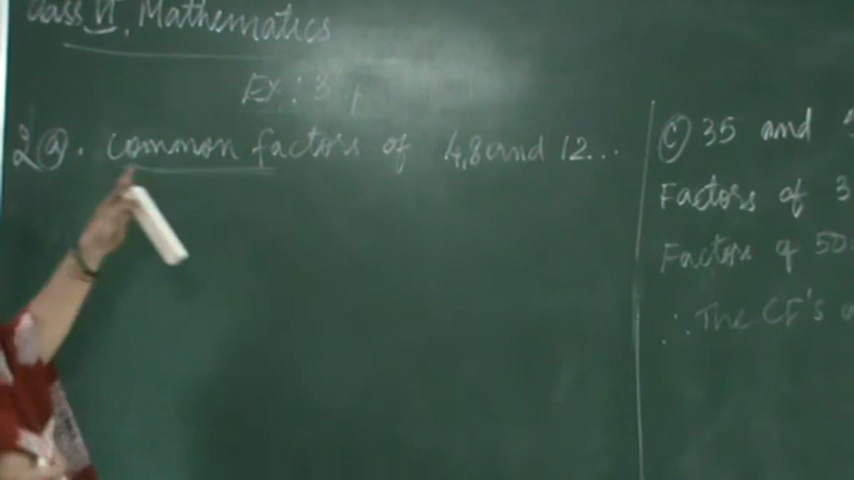 Class VI, Mathematics
Ex: 3
2 (a). Common factors of 4,8 and 12...
(c) 35 and
Factors of 3
Factors of 50
∴ The CF's